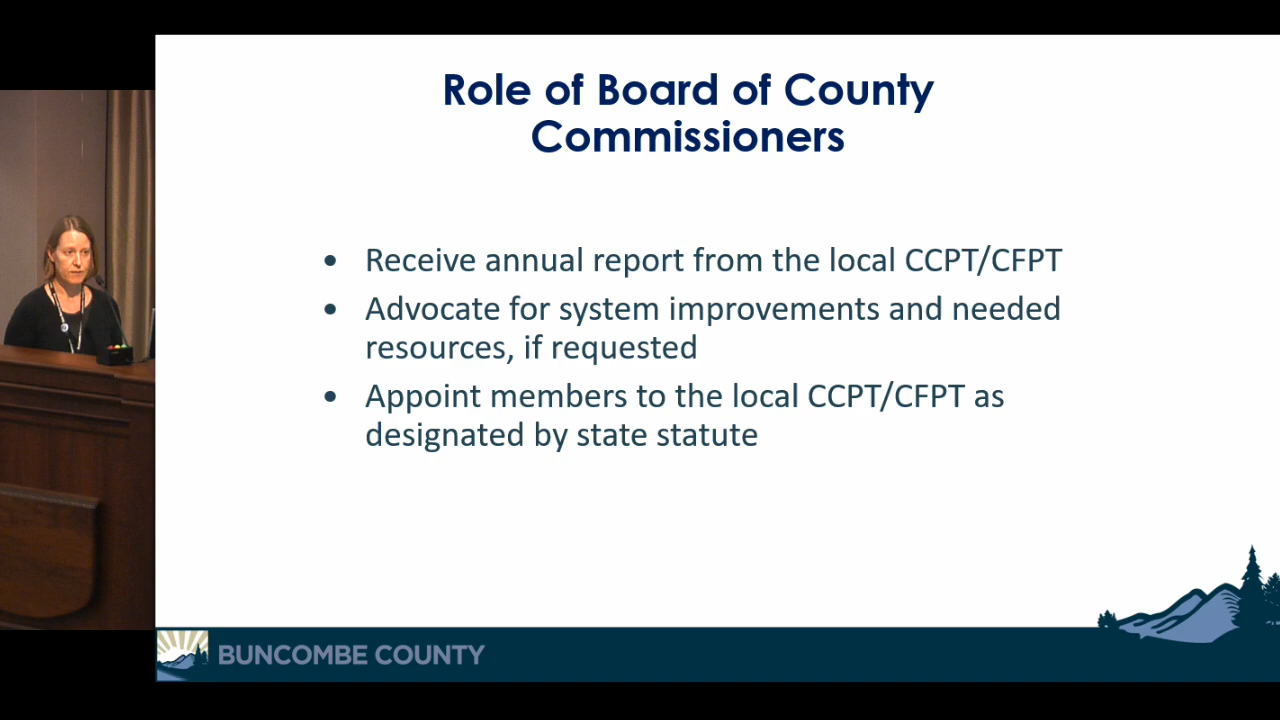 Role of Board of County
Commissioners
• Receive annual report from the local CCPT/CFPT
• Advocate for system improvements and needed
resources, if requested
• Appoint members to the local CCPT/CFPT as
designated by state statute
BUNCOMBE COUNTY